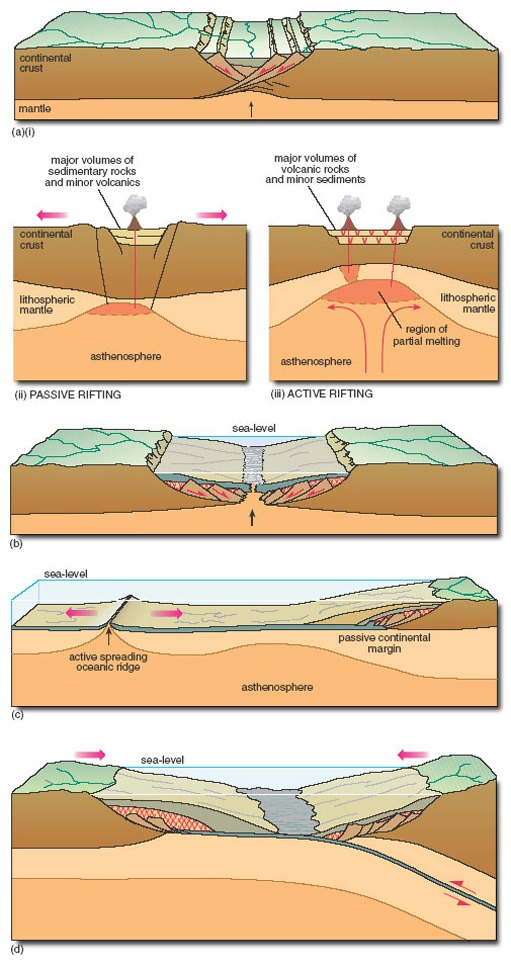 continental
crust
mantle
(a)(i)
major volumes of
sedimentary rocks
and minor volcanics
continental
crust
lithospheric
mantle
asthenosphere
(ii) PASSIVE RIFTING
major volumes of
volcanic rocks
and minor sediments
continental
crust
lithospheric
mantle
region of
partial melting
asthenosphere
(iii) ACTIVE RIFTING
sea-level
(b)
sea-level
passive continental
margin
active spreading
oceanic ridge
asthenosphere
(c)
sea-level
(d)